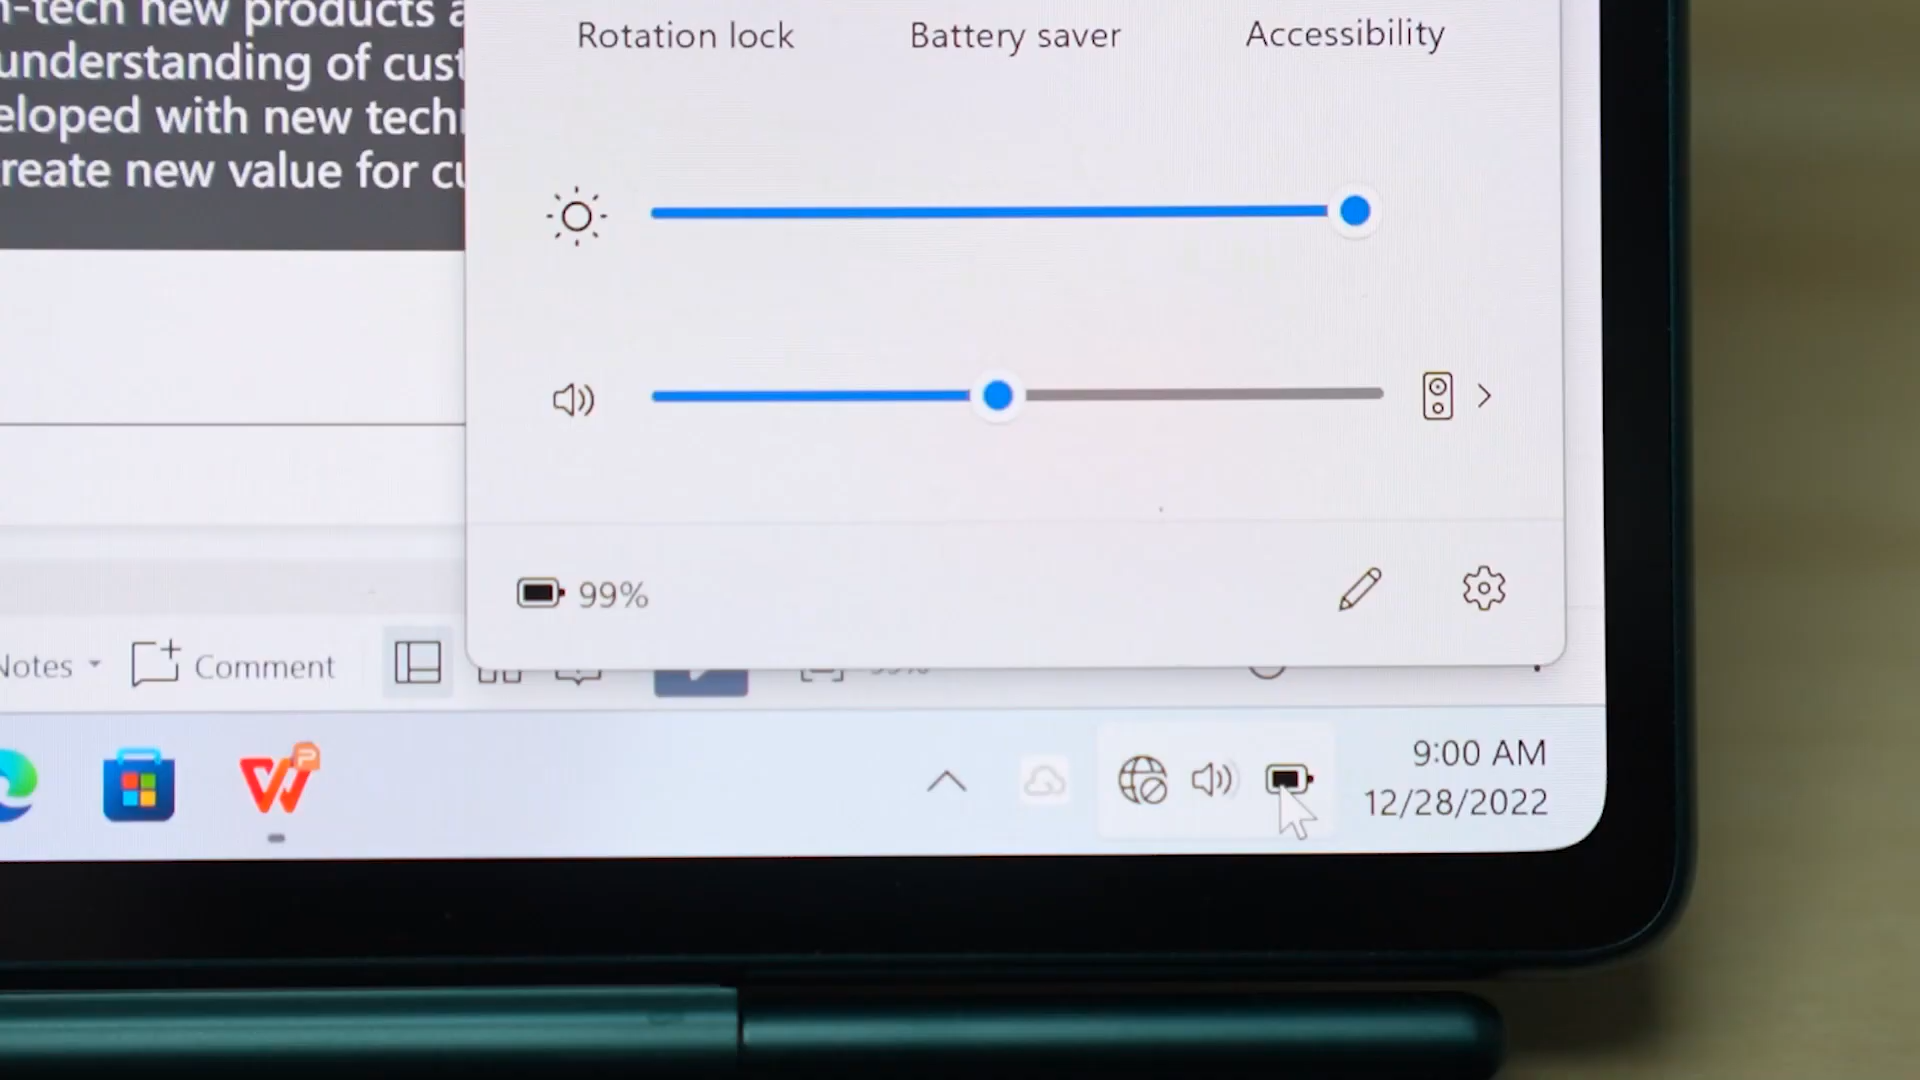 -tech new products a
understanding of cust
eloped with new techn
reate new value for cu
Rotation lock
Battery saver
Accessibility
99%
Notes
Comment
9:00 AM
12/28/2022